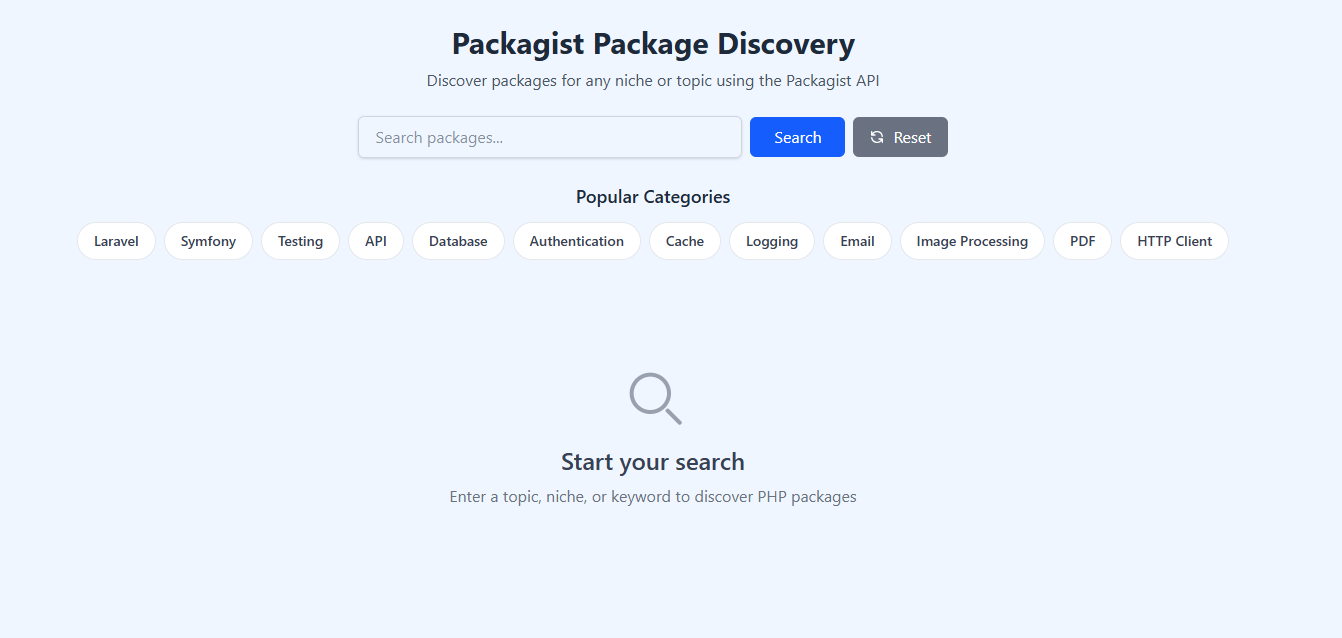 Packagist Package Discovery
Discover packages for any niche or topic using the Packagist API
Search packages...
Search
Reset
Popular Categories
Laravel
Symfony
Testing
API
Database
Authentication
Cache
Logging
Email
Image Processing
PDF
HTTP Client
Start your search
Enter a topic, niche, or keyword to discover PHP packages